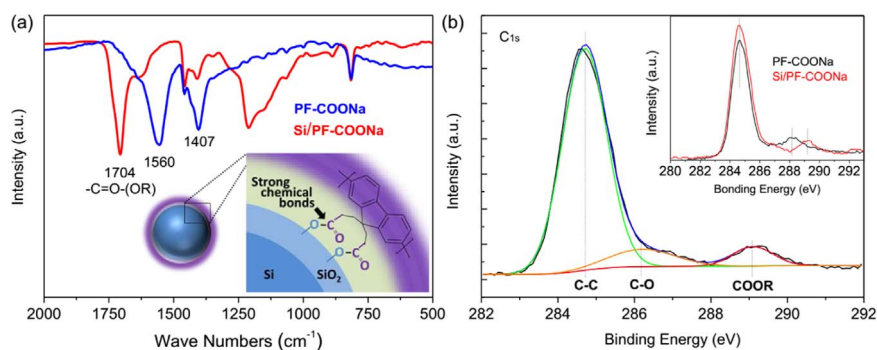 (a)
Intensity (a.u.)
PF-COONa
Si/PF-COONa
1704
-C=O-(OR)
1560
1407
Strong
chemical
bonds
O-C
O
O-C
O
Si
SiO₂
2000 1750 1500 1250 1000 750 500
Wave Numbers (cm⁻¹)
(b)
Intensity (a.u.)
C₁s
Intensity (a.u.)
PF-COONa
Si/PF-COONa
280 282 284 286 288 290 292
Bonding Energy (eV)
C-C C-O COOR
282 284 286 288 290 292
Binding Energy (eV)